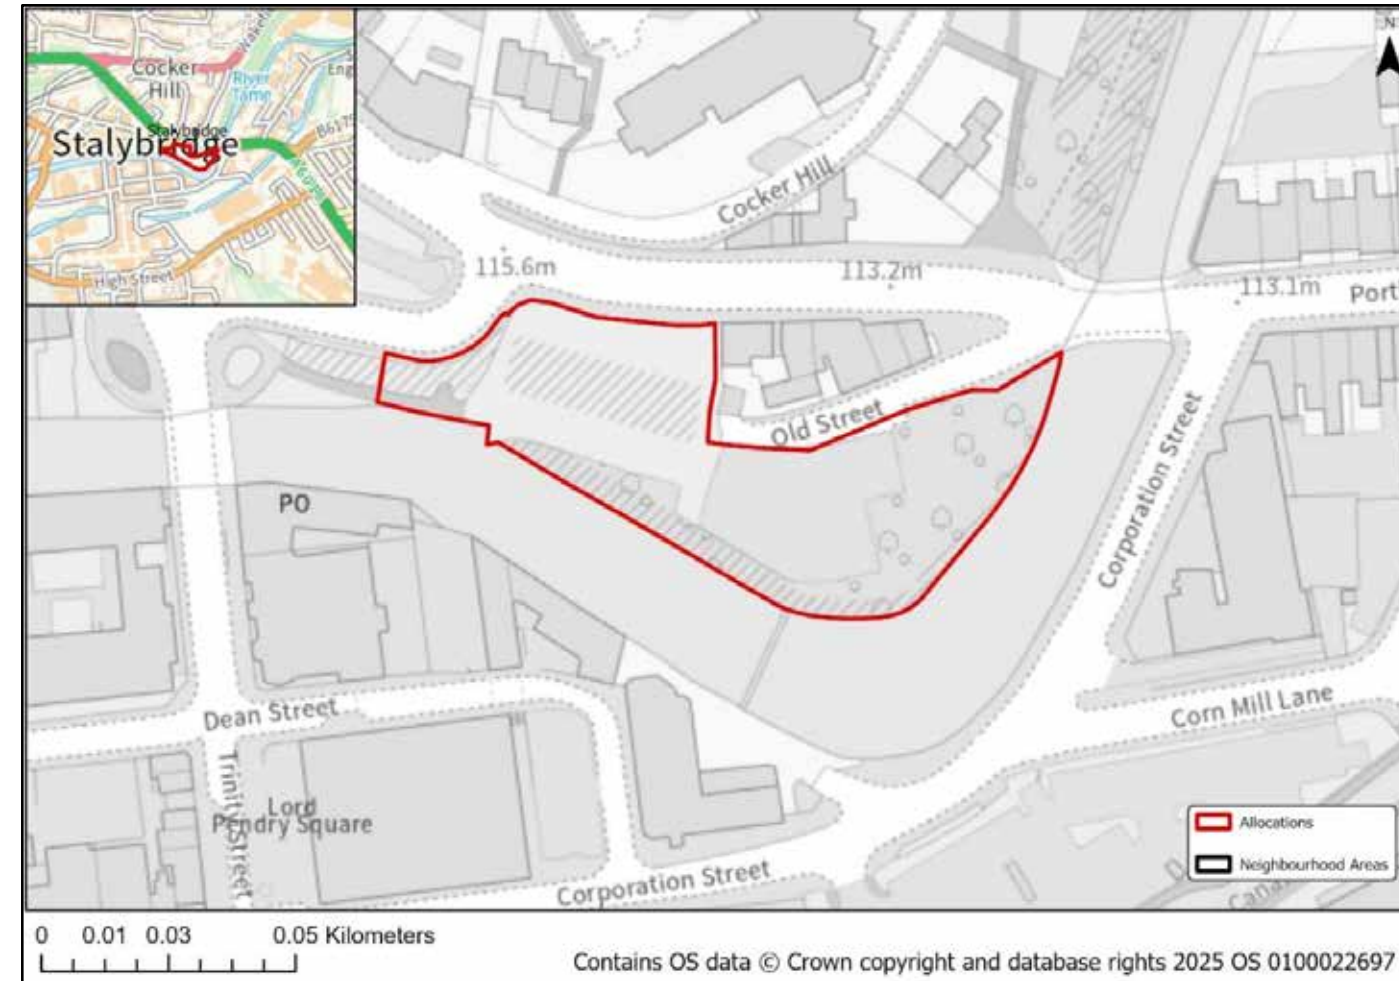 Cocker
Hill
River
Tame
Stalybridge
Stalybridge
B6175
High Street
N
Cocker Hill
115.6m
113.2m
113.1m
Port
Old Street
Corporation Street
PO
Dean Street
Trinity Street
Lord
Pendry Square
Corn Mill Lane
Corporation Street
Allocations
Neighbourhood Areas
0 0.01 0.03 0.05 Kilometers
Contains OS data © Crown copyright and database rights 2025 OS 0100022697